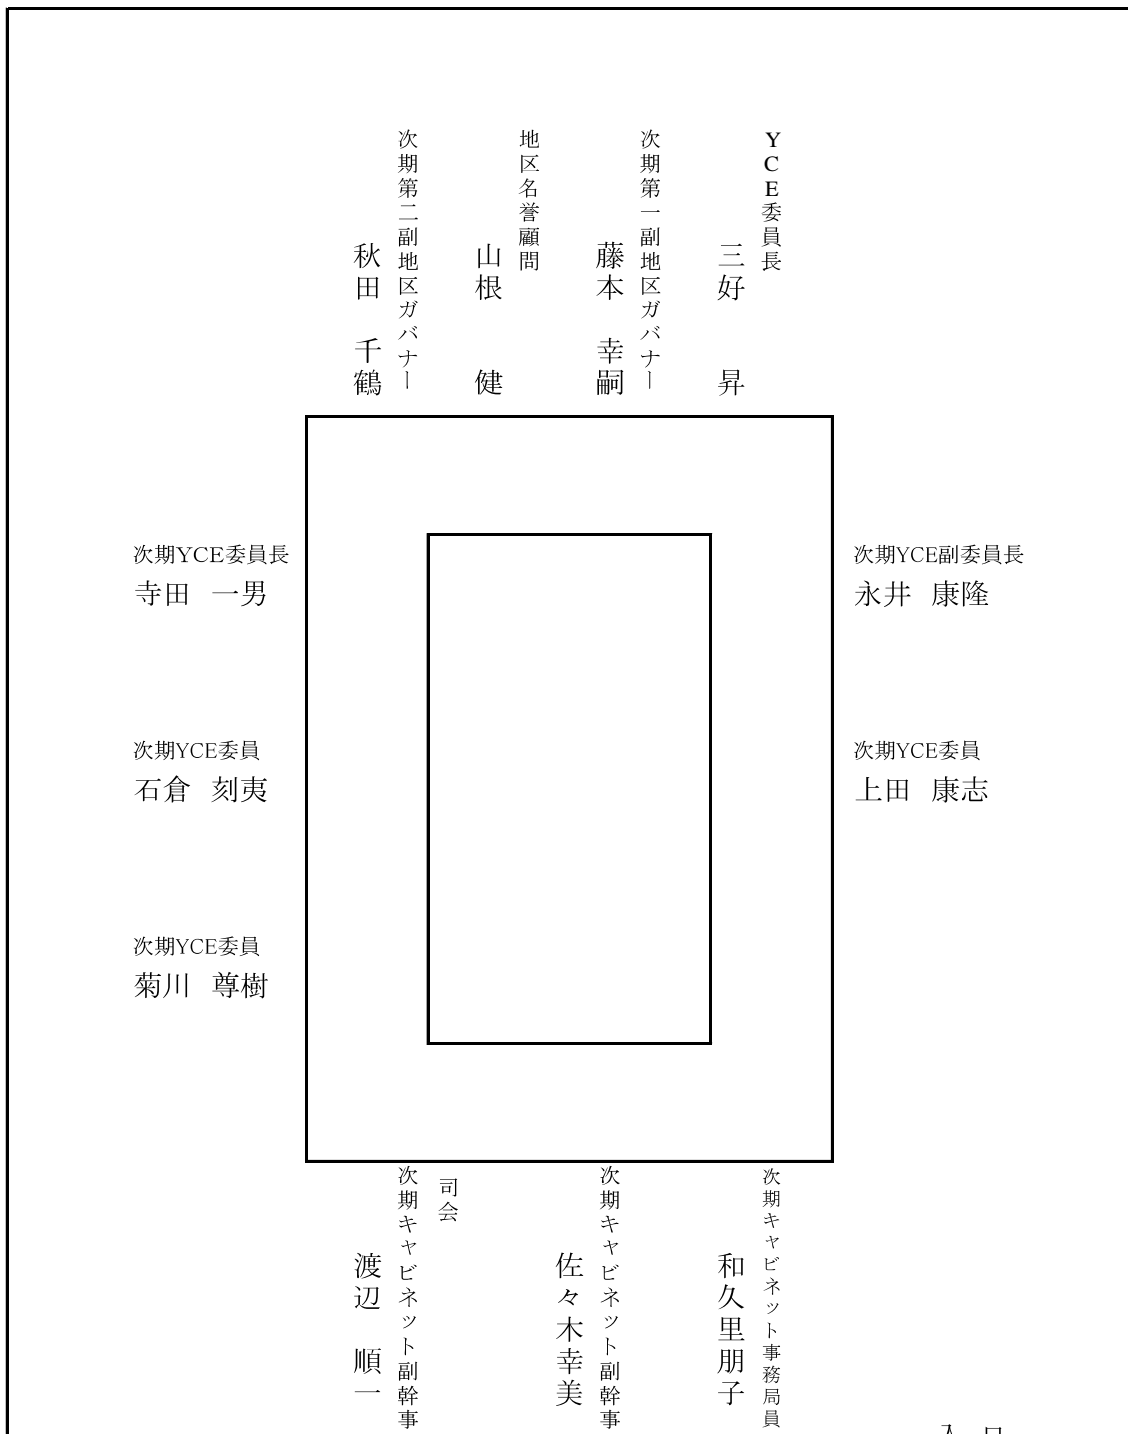 YCE委員長
三好 昇
次期第一副地区ガバナー
藤本 幸嗣
地区名誉顧問
山根 健
次期第二副地区ガバナー
秋田 千鶴
次期YCE委員長
寺田 一男
次期YCE副委員長
永井 康隆
次期YCE委員
石倉 刻夷
次期YCE委員
上田 康志
次期YCE委員
菊川 尊樹
次期キャビネット事務局員
和久里朋子
次期キャビネット副幹事
佐々木幸美
司会
次期キャビネット副幹事
渡辺 順一